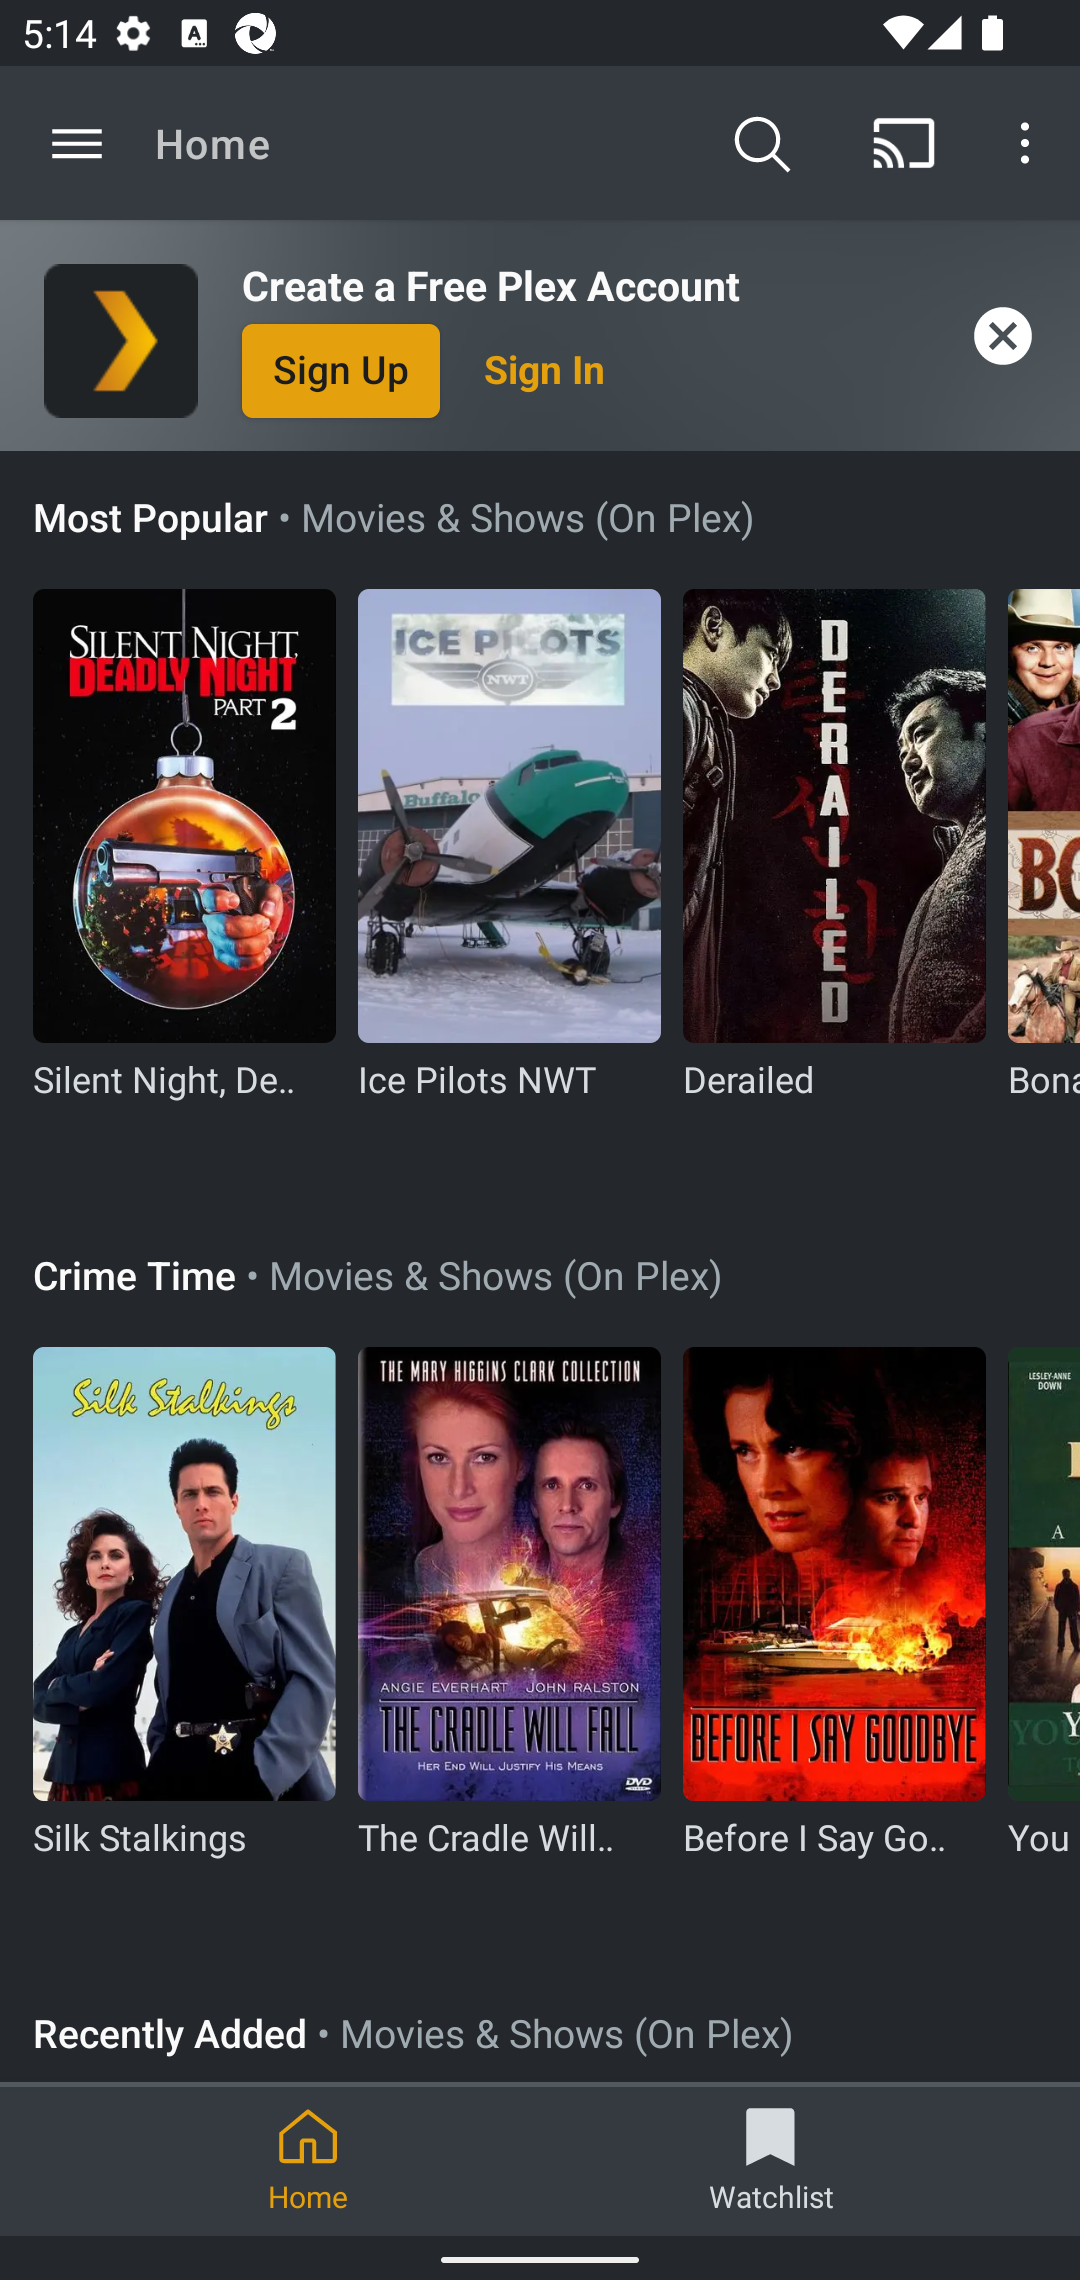 5:14
Home
Create a Free Plex Account
Sign Up
Sign In
Most Popular • Movies & Shows (On Plex)
SILENT NIGHT,
DEADLY NIGHT
PART 2
ICE PILOTS
NWT
Buffalo
DERAILED
BO
Silent Night, De..
Ice Pilots NWT
Derailed
Bona
Crime Time • Movies & Shows (On Plex)
Silk Stalkings
THE MARY HIGGINS CLARK COLLECTION
ANGIE EVERHART JOHN RALSTON
THE CRADLE WILL FALL
HER END WILL JUSTIFY HIS MEANS
DVD
BEFORE I SAY GOODBYE
LESLEY-ANNE
DOWN
A
YOU
Silk Stalkings
The Cradle Will..
Before I Say Go..
You
Recently Added • Movies & Shows (On Plex)
Home
Watchlist